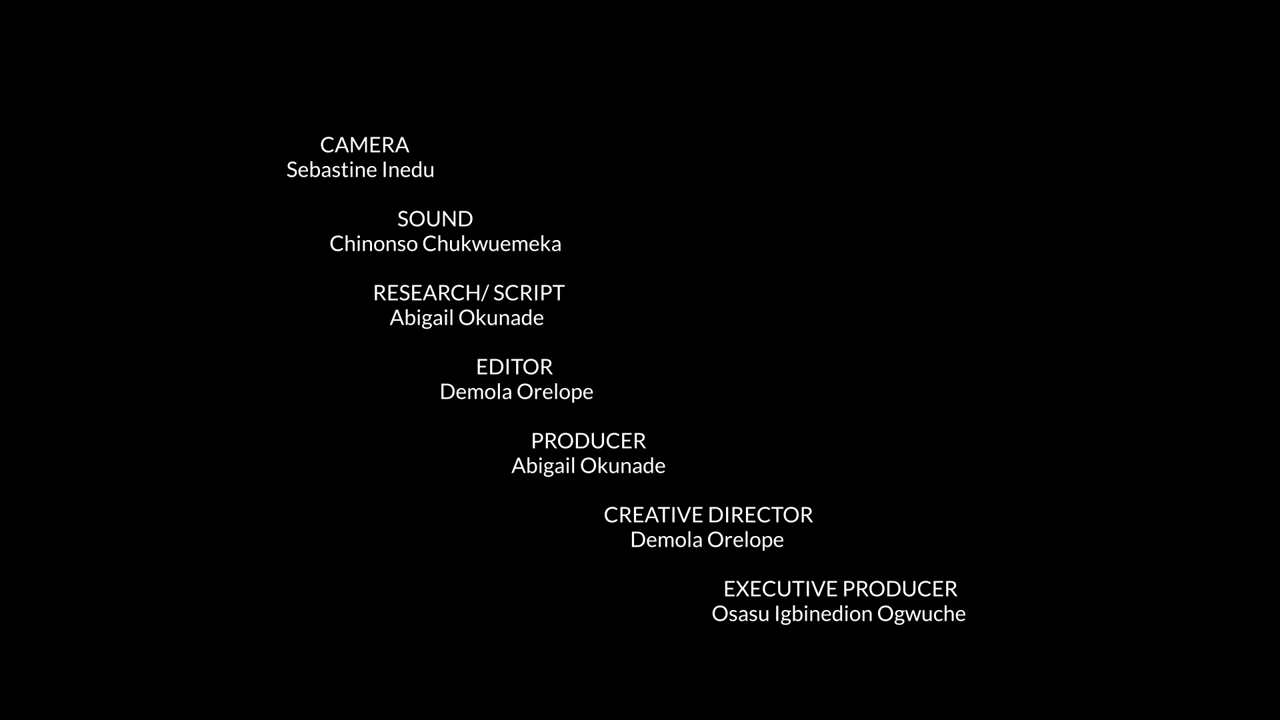 CAMERA
Sebastine Inedu
SOUND
Chinonso Chukwuemeka
RESEARCH/ SCRIPT
Abigail Okunade
EDITOR
Demola Orelope
PRODUCER
Abigail Okunade
CREATIVE DIRECTOR
Demola Orelope
EXECUTIVE PRODUCER
Osasu Igbinedion Ogwuche